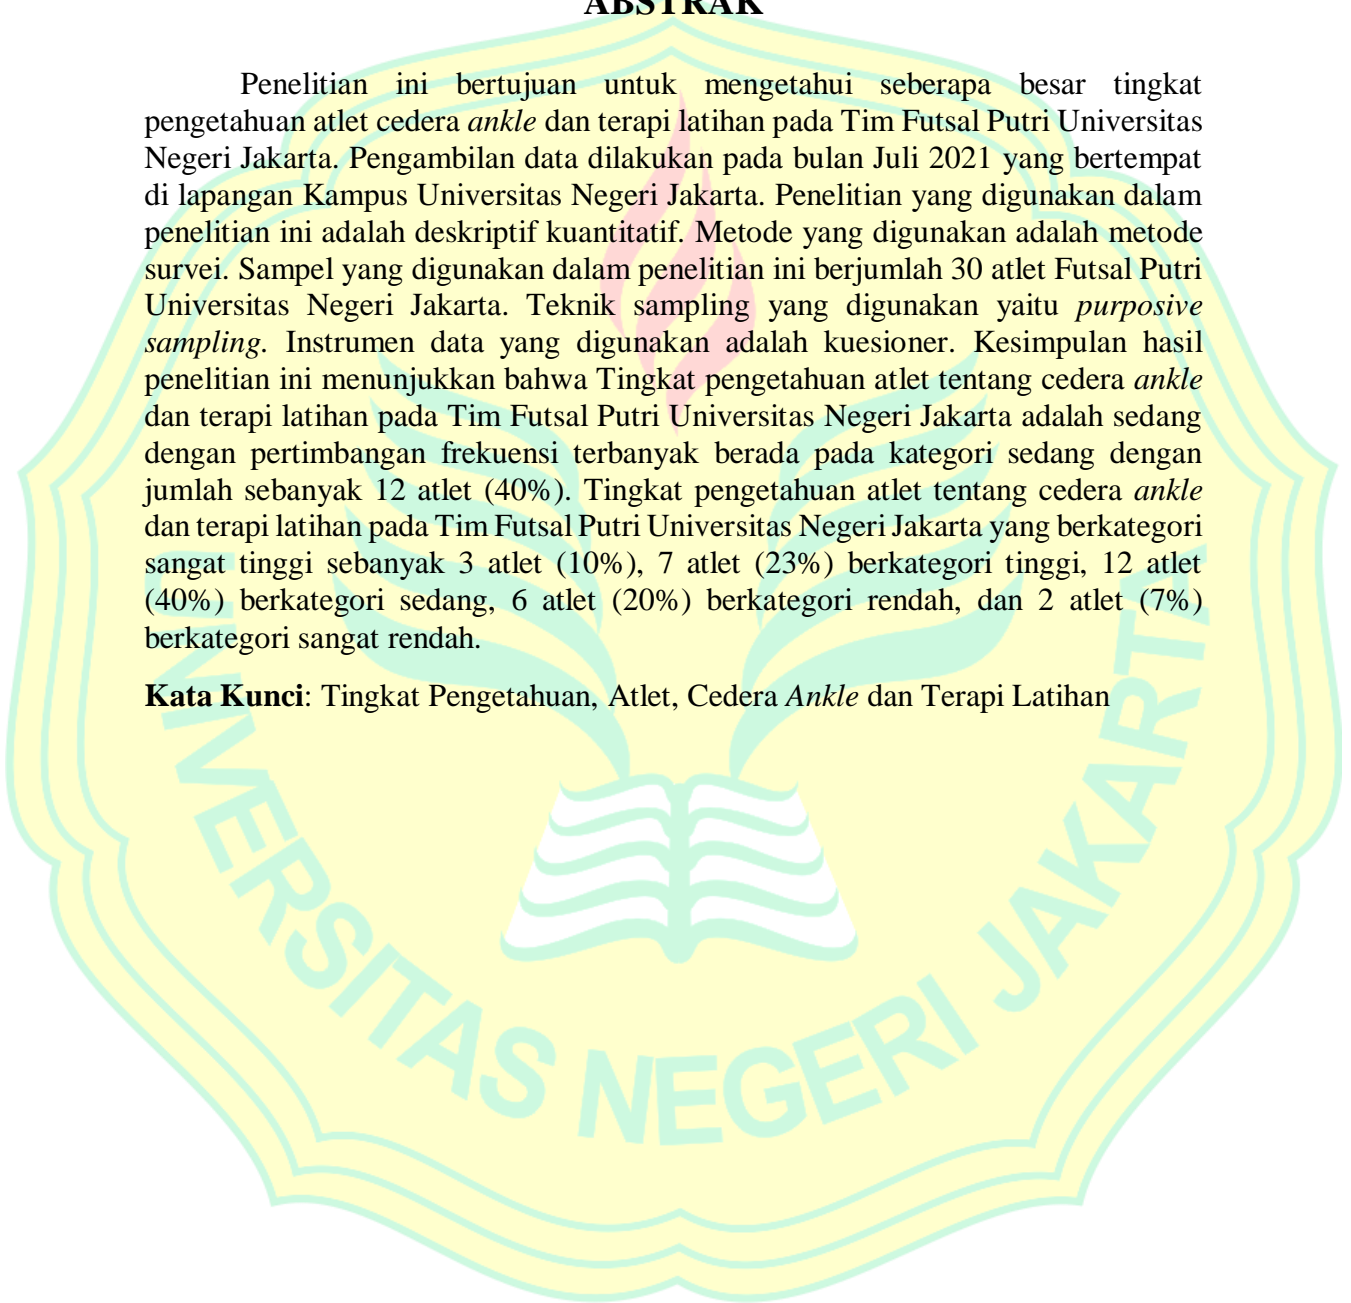 ABSTRAK
Penelitian ini bertujuan untuk mengetahui seberapa besar tingkat
pengetahuan atlet cedera ankle dan terapi latihan pada Tim Futsal Putri Universitas
Negeri Jakarta. Pengambilan data dilakukan pada bulan Juli 2021 yang bertempat
di lapangan Kampus Universitas Negeri Jakarta. Penelitian yang digunakan dalam
penelitian ini adalah deskriptif kuantitatif. Metode yang digunakan adalah metode
survei. Sampel yang digunakan dalam penelitian ini berjumlah 30 atlet Futsal Putri
Universitas Negeri Jakarta. Teknik sampling yang digunakan yaitu purposive
sampling. Instrumen data yang digunakan adalah kuesioner. Kesimpulan hasil
penelitian ini menunjukkan bahwa Tingkat pengetahuan atlet tentang cedera ankle
dan terapi latihan pada Tim Futsal Putri Universitas Negeri Jakarta adalah sedang
dengan pertimbangan frekuensi terbanyak berada pada kategori sedang dengan
jumlah sebanyak 12 atlet (40%). Tingkat pengetahuan atlet tentang cedera ankle
dan terapi latihan pada Tim Futsal Putri Universitas Negeri Jakarta yang berkategori
sangat tinggi sebanyak 3 atlet (10%), 7 atlet (23%) berkategori tinggi, 12 atlet
(40%) berkategori sedang, 6 atlet (20%) berkategori rendah, dan 2 atlet (7%)
berkategori sangat rendah.
Kata Kunci: Tingkat Pengetahuan, Atlet, Cedera Ankle dan Terapi Latihan
UNIVERSITAS NEGERI JAKARTA